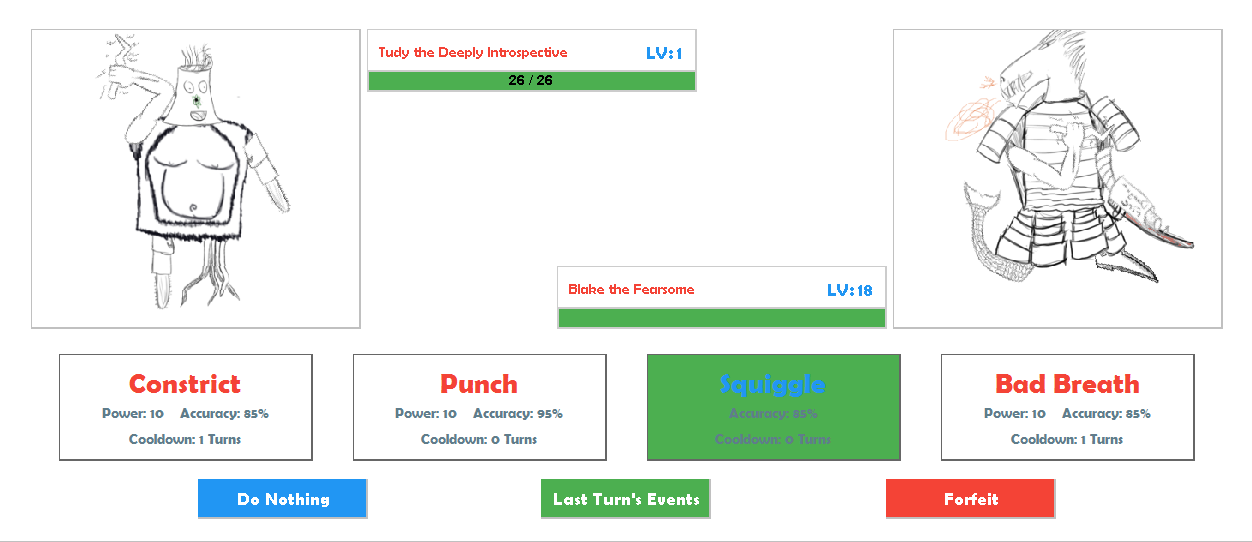 Tudy the Deeply Introspective LV: 1
26 / 26
Blake the Fearsome LV: 18
Constrict
Power: 10 Accuracy: 85%
Cooldown: 1 Turns
Punch
Power: 10 Accuracy: 95%
Cooldown: 0 Turns
Squiggle
Accuracy: 85%
Cooldown: 0 Turns
Bad Breath
Power: 10 Accuracy: 85%
Cooldown: 1 Turns
Do Nothing
Last Turn's Events
Forfeit